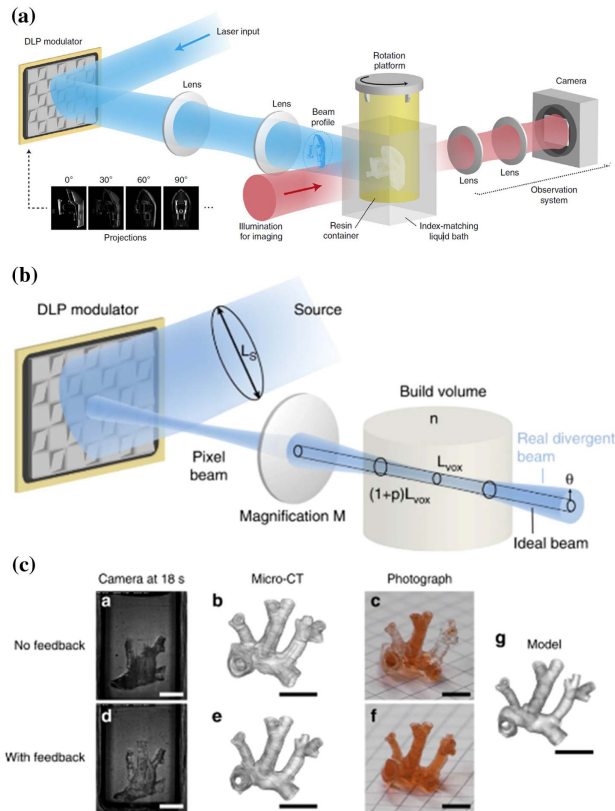 (a)
Laser input
DLP modulator
Lens
Lens
Beam
profile
Rotation
platform
Camera
0° 30° 60° 90°
...
Projections
Illumination
for imaging
Resin
container
Index-matching
liquid bath
Lens
Lens
Observation
system
(b)
DLP modulator
Source
L_S
Build volume
n
Pixel
beam
L_vox
(1+p)L_vox
Real divergent
beam
θ
Magnification M
Ideal beam
(c)
Camera at 18 s
Micro-CT
Photograph
No feedback
a
b
c
g Model
With feedback
d
e
f